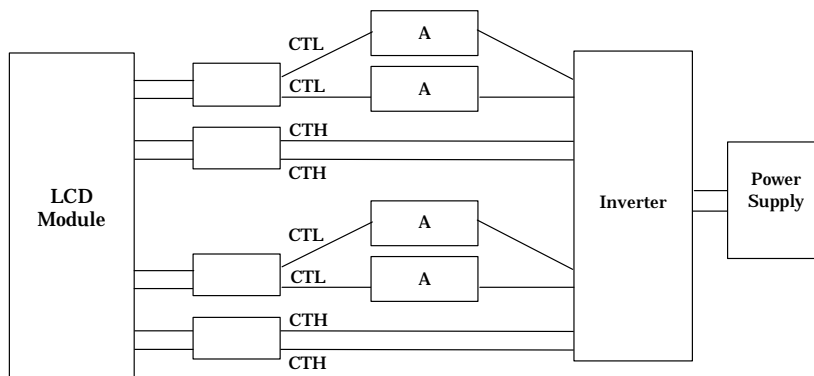 CTL
A
CTL
A
CTH
CTH
LCD
Module
Inverter
Power
Supply
CTL
A
CTL
A
CTH
CTH